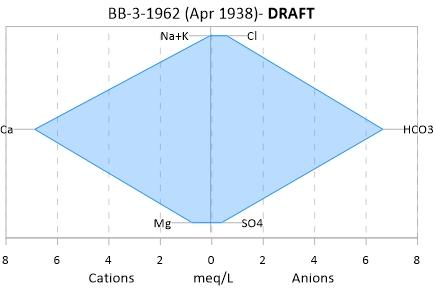 BB-3-1962 (Apr 1938)- DRAFT
Na+K Cl
Ca HCO3
Mg SO4
8 6 4 2 0 2 4 6 8
Cations meq/L Anions